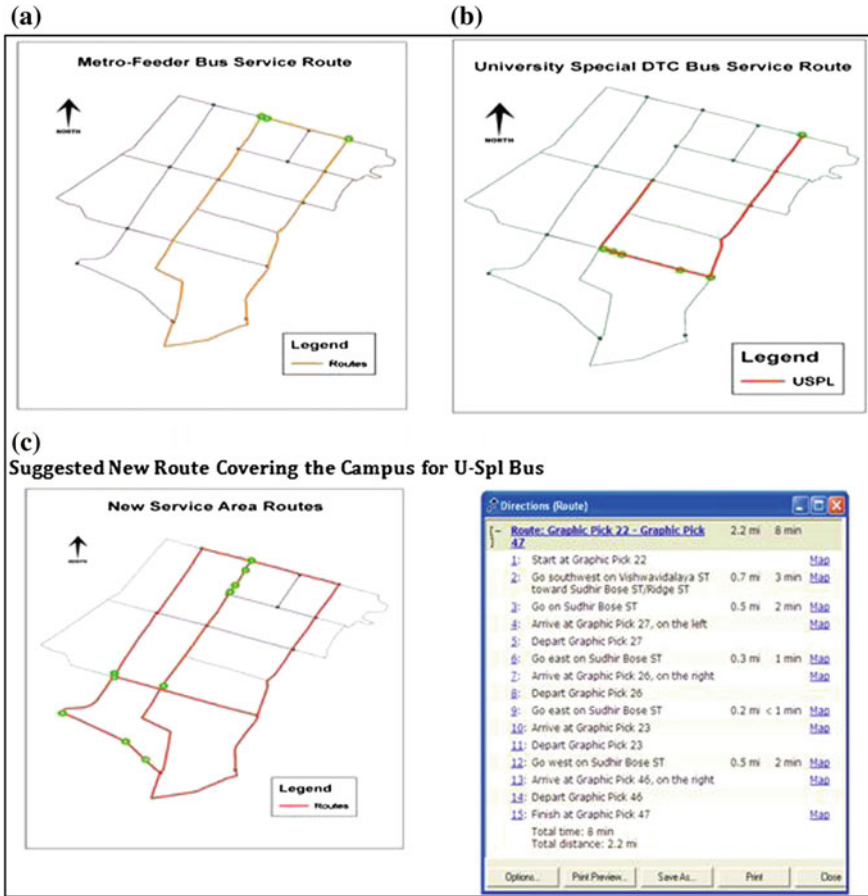 (a)
Metro-Feeder Bus Service Route
NORTH
Legend
Routes
(b)
University Special DTC Bus Service Route
NORTH
Legend
USPL
(c)
Suggested New Route Covering the Campus for U-Spl Bus
New Service Area Routes
NORTH
Legend
Routes
Directions (Route)
Route: Graphic Pick 22 - Graphic Pick 2.2 mi 8 min
47
1: Start at Graphic Pick 22 Map
2: Go southwest on Vishwavidalaya ST 0.7 mi 3 min Map
toward Sudhir Bose ST/Ridge ST
3: Go on Sudhir Bose ST 0.5 mi 2 min Map
4: Arrive at Graphic Pick 27, on the left Map
5: Depart Graphic Pick 27
6: Go east on Sudhir Bose ST 0.3 mi 1 min Map
7: Arrive at Graphic Pick 26, on the right Map
8: Depart Graphic Pick 26
9: Go east on Sudhir Bose ST 0.2 mi < 1 min Map
10: Arrive at Graphic Pick 23 Map
11: Depart Graphic Pick 23
12: Go west on Sudhir Bose ST 0.5 mi 2 min Map
13: Arrive at Graphic Pick 46, on the right Map
14: Depart Graphic Pick 46
15: Finish at Graphic Pick 47 Map
Total time: 8 min
Total distance: 2.2 mi
Options... Print Preview... Save As... Print Close